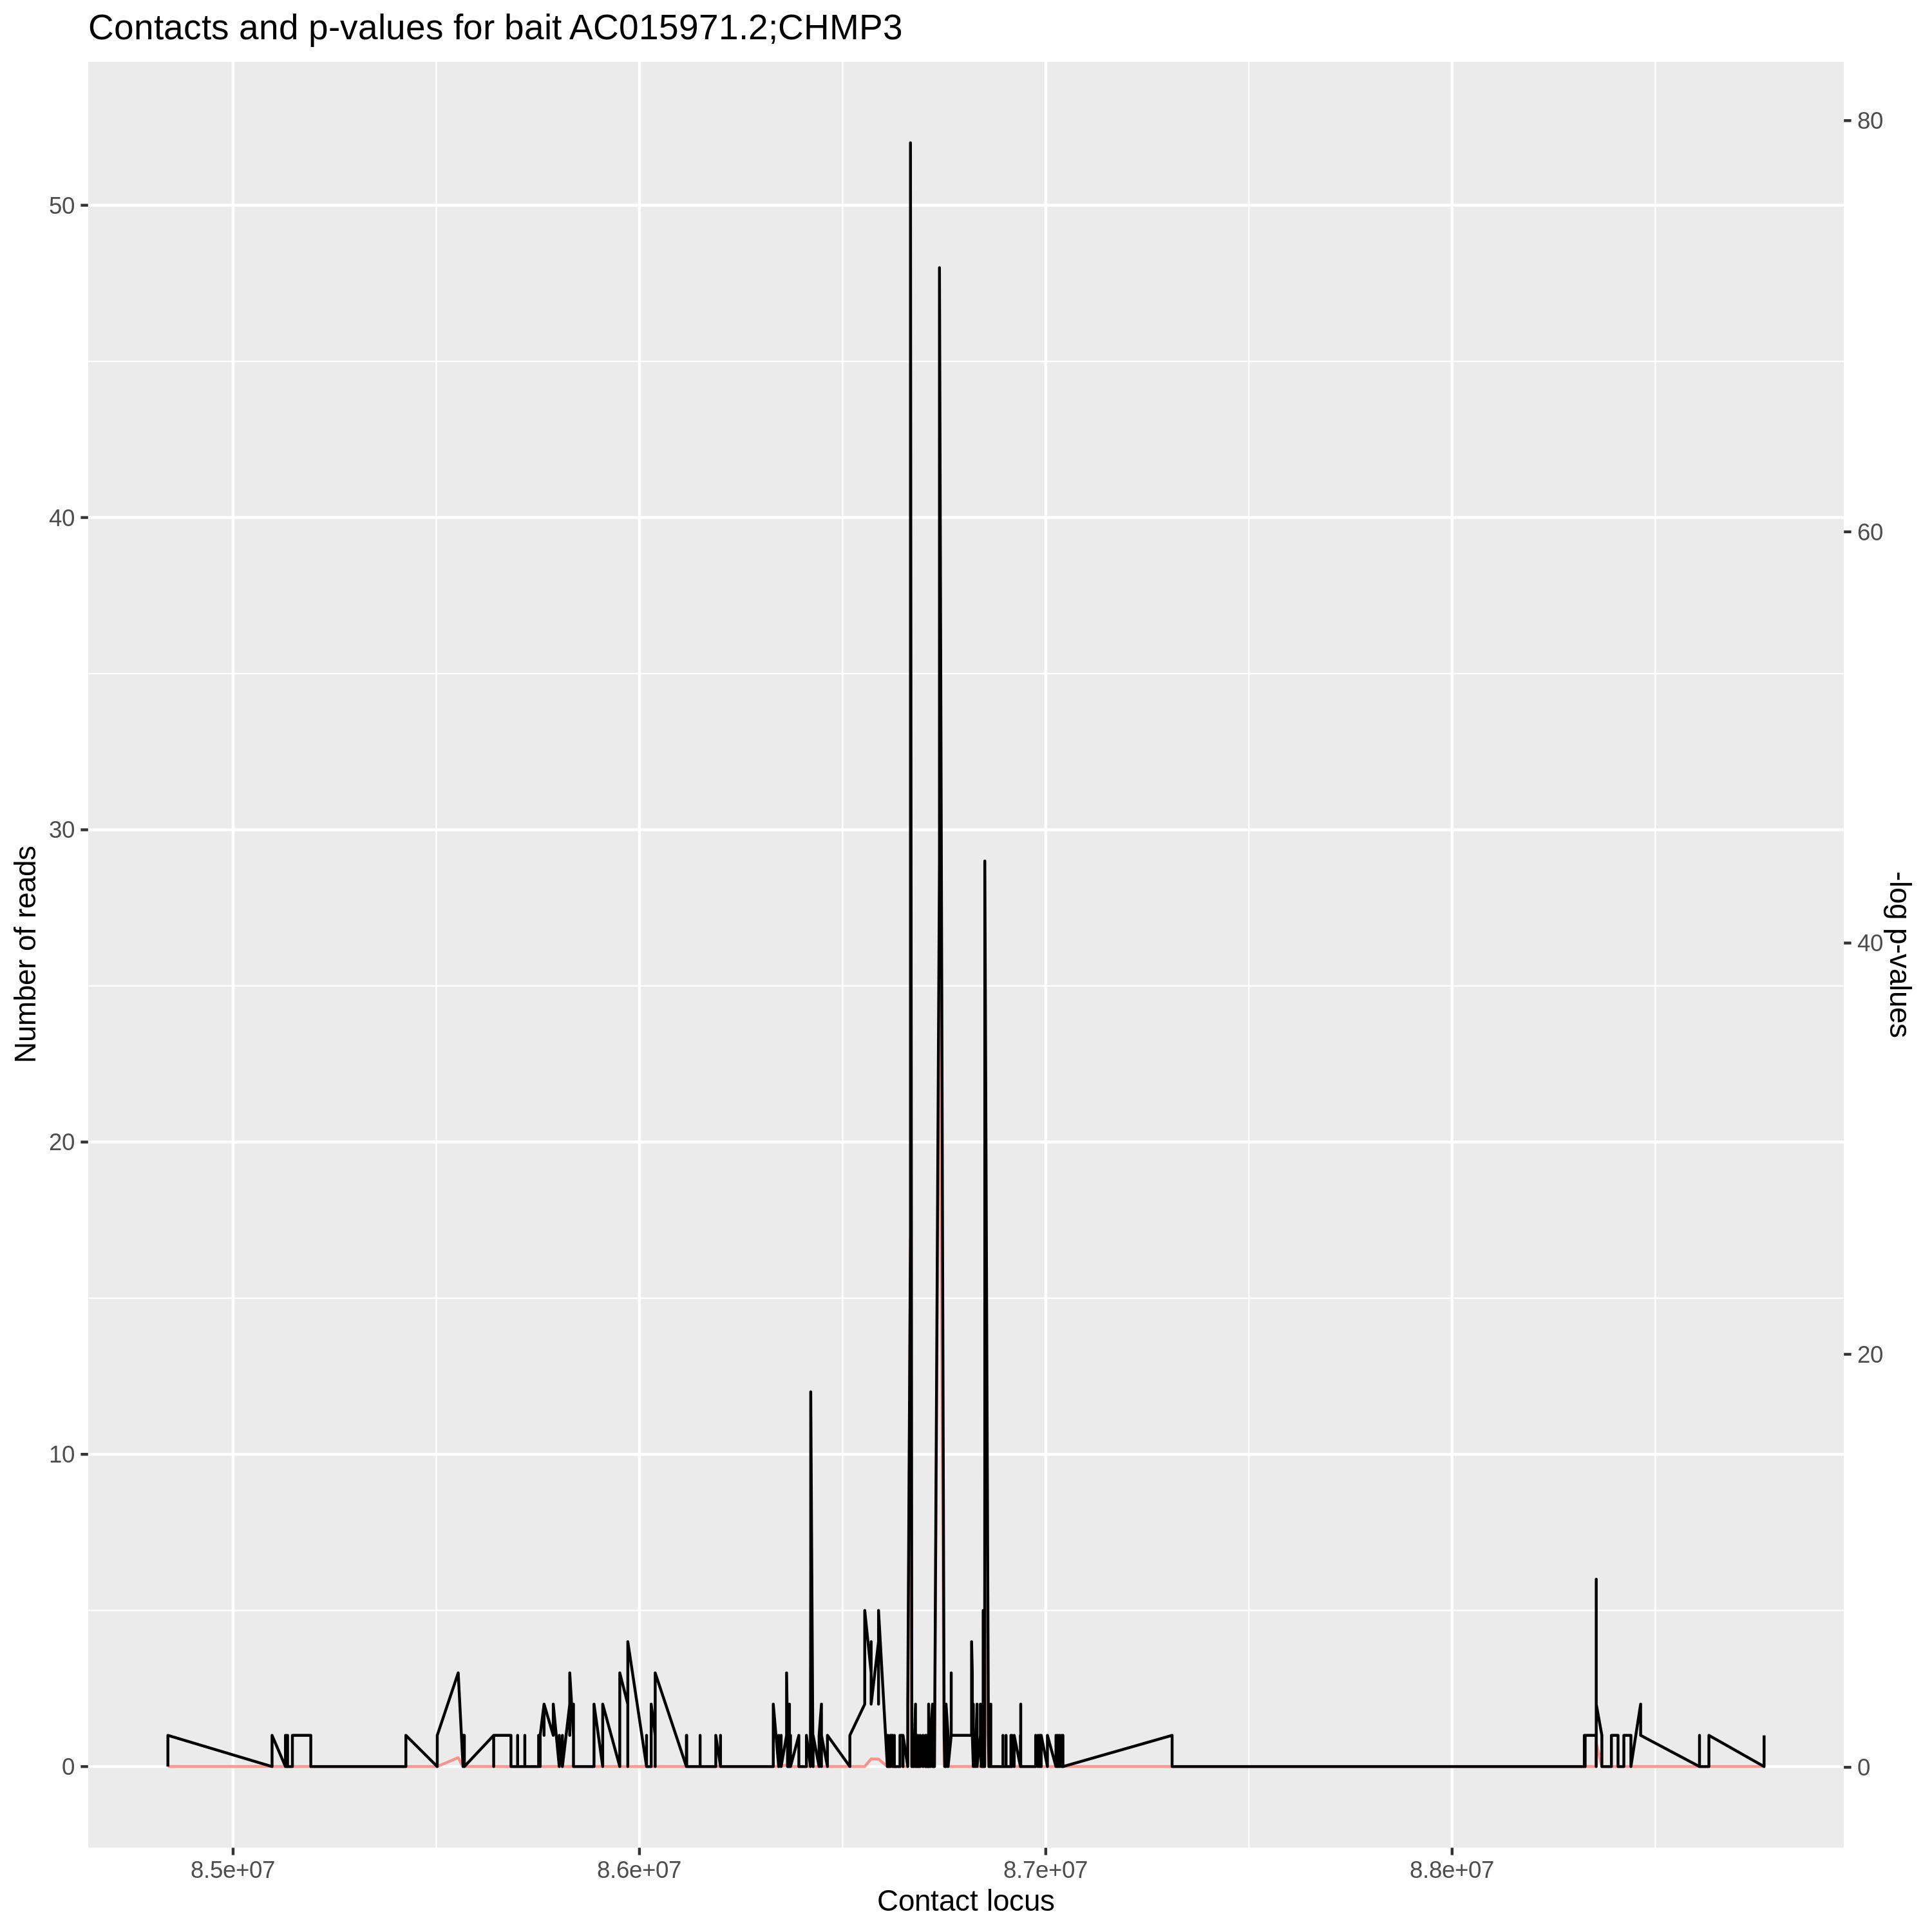 Contacts and p-values for bait AC015971.2;CHMP3
80
50
40
60
30
Number of reads
-log p-values
40
20
20
10
0
0
8.5e+07
8.6e+07
8.7e+07
8.8e+07
Contact locus